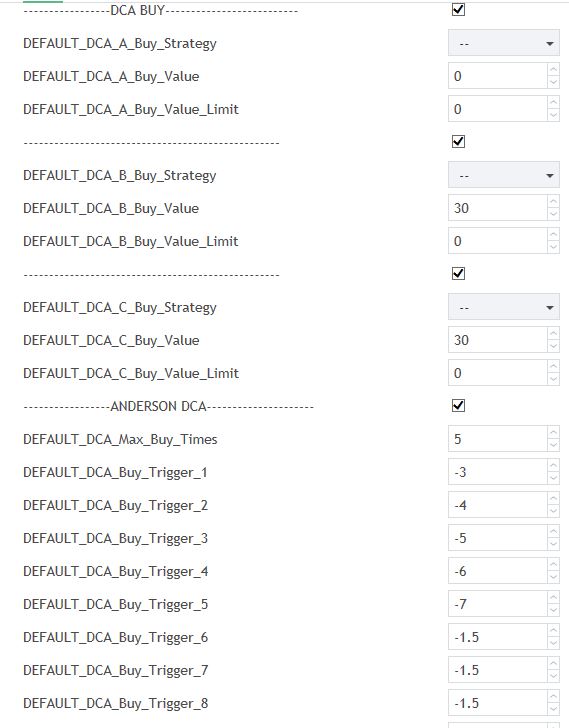 -----------------DCA BUY--------------------------
DEFAULT_DCA_A_Buy_Strategy --
DEFAULT_DCA_A_Buy_Value 0
DEFAULT_DCA_A_Buy_Value_Limit 0
--------------------------------------------------
DEFAULT_DCA_B_Buy_Strategy --
DEFAULT_DCA_B_Buy_Value 30
DEFAULT_DCA_B_Buy_Value_Limit 0
--------------------------------------------------
DEFAULT_DCA_C_Buy_Strategy --
DEFAULT_DCA_C_Buy_Value 30
DEFAULT_DCA_C_Buy_Value_Limit 0
-----------------ANDERSON DCA---------------------
DEFAULT_DCA_Max_Buy_Times 5
DEFAULT_DCA_Buy_Trigger_1 -3
DEFAULT_DCA_Buy_Trigger_2 -4
DEFAULT_DCA_Buy_Trigger_3 -5
DEFAULT_DCA_Buy_Trigger_4 -6
DEFAULT_DCA_Buy_Trigger_5 -7
DEFAULT_DCA_Buy_Trigger_6 -1.5
DEFAULT_DCA_Buy_Trigger_7 -1.5
DEFAULT_DCA_Buy_Trigger_8 -1.5